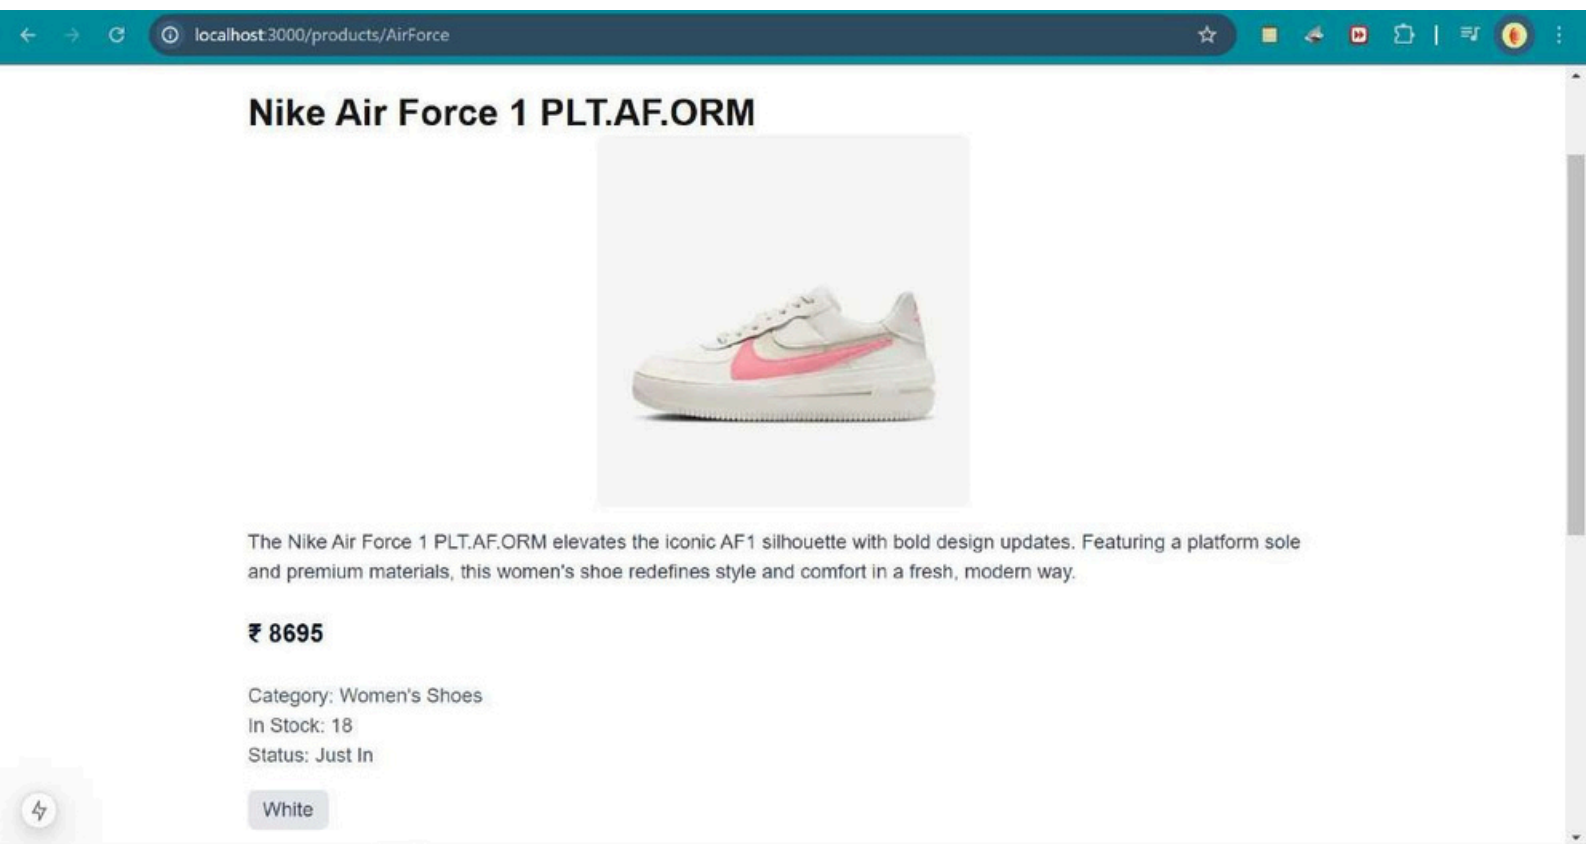 localhost:3000/products/AirForce
Nike Air Force 1 PLT.AF.ORM
The Nike Air Force 1 PLT.AF.ORM elevates the iconic AF1 silhouette with bold design updates. Featuring a platform sole
and premium materials, this women's shoe redefines style and comfort in a fresh, modern way.
₹ 8695
Category: Women's Shoes
In Stock: 18
Status: Just In
White